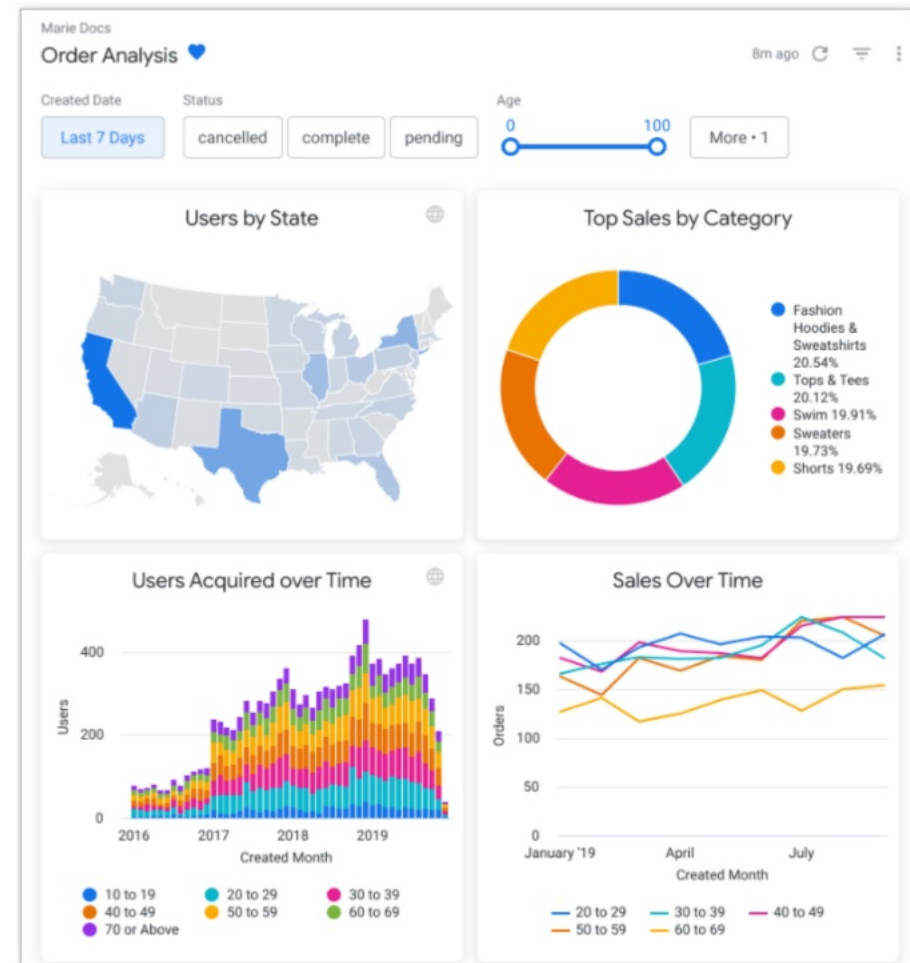 Marie Docs
Order Analysis
8m ago
Created Date
Status
Age
Last 7 Days
cancelled
complete
pending
0
100
More • 1
Users by State
Top Sales by Category
Fashion
Hoodies &
Sweatshirts
20.54%
Tops & Tees
20.12%
Swim 19.91%
Sweaters
19.73%
Shorts 19.69%
Users Acquired over Time
400
200
0
Users
2016
2017
2018
2019
Created Month
10 to 19
20 to 29
30 to 39
40 to 49
50 to 59
60 to 69
70 or Above
Sales Over Time
200
150
100
50
0
Orders
January '19
April
July
Created Month
20 to 29
30 to 39
40 to 49
50 to 59
60 to 69